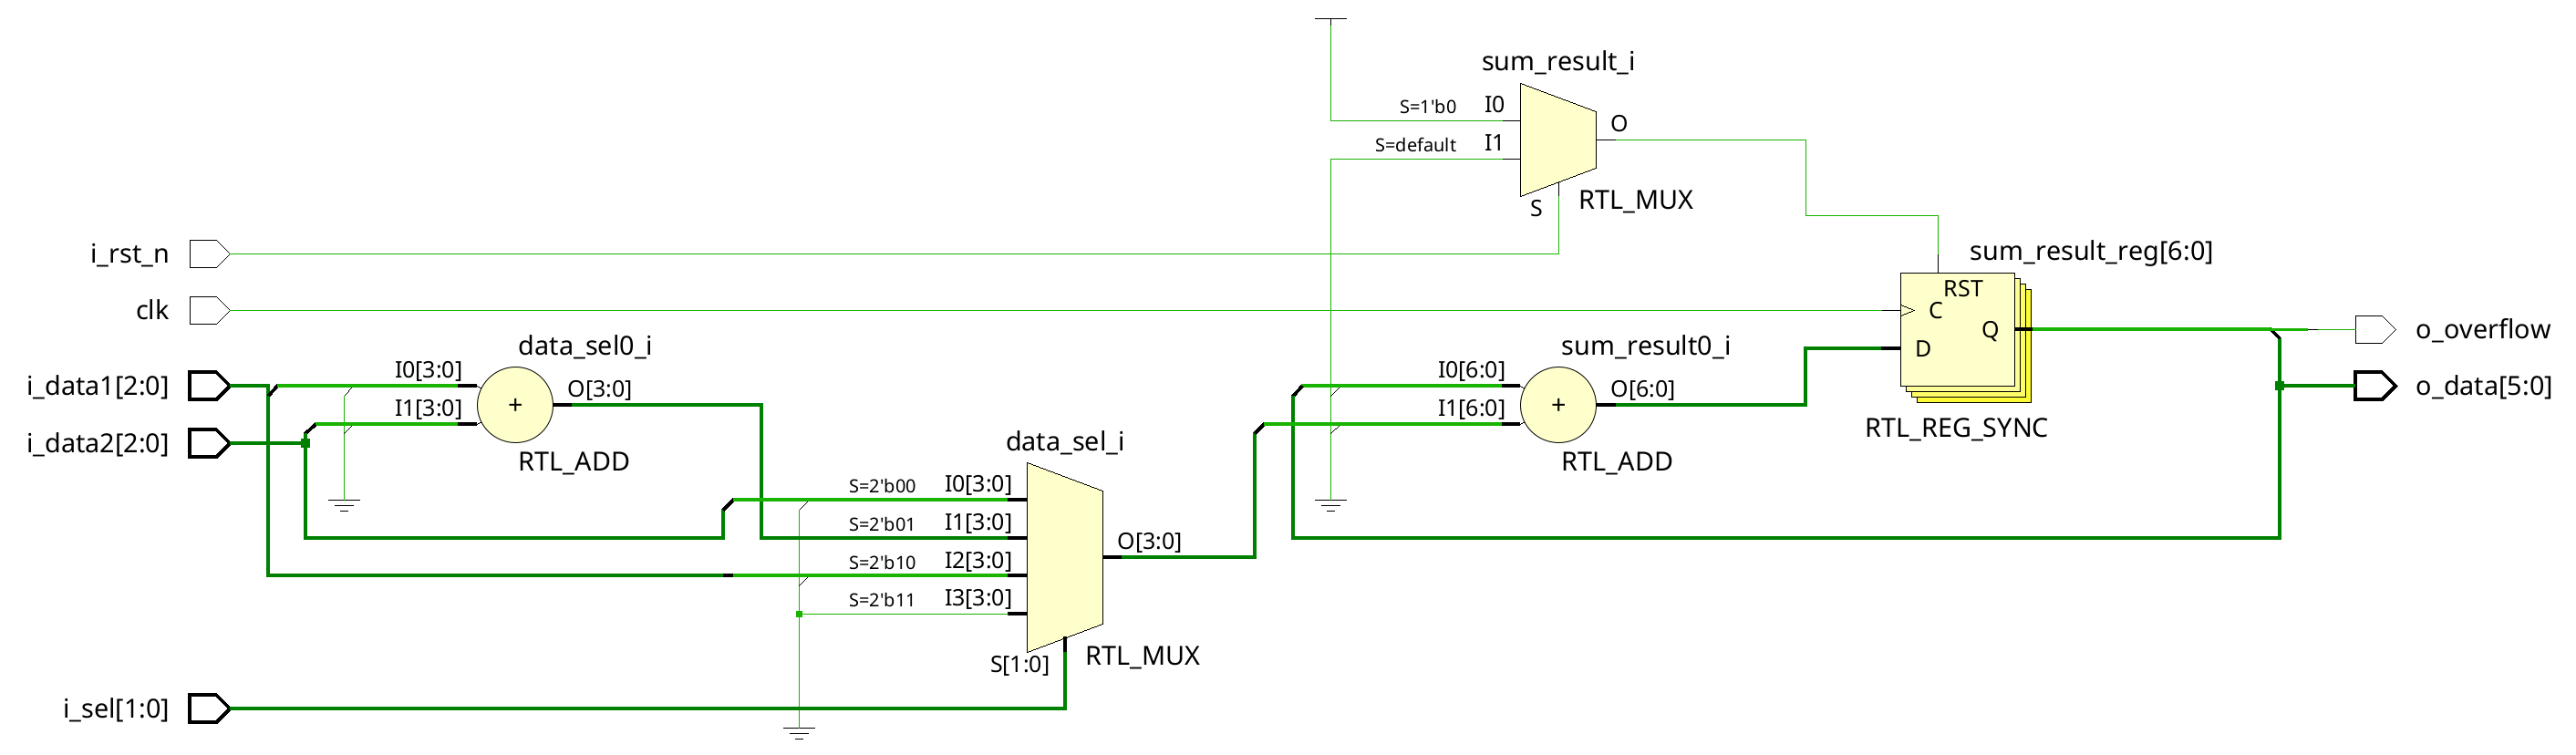 sum_result_i
S=1'b0 I0
O
S=default I1
S RTL_MUX
i_rst_n
sum_result_reg[6:0]
RST
clk
C
Q
o_overflow
D
data_sel0_i
sum_result0_i
i_data1[2:0]
I0[3:0]
O[3:0]
I1[3:0]
I0[6:0]
O[6:0]
I1[6:0]
o_data[5:0]
i_data2[2:0]
+
+
RTL_REG_SYNC
RTL_ADD
data_sel_i
RTL_ADD
S=2'b00 I0[3:0]
S=2'b01 I1[3:0]
O[3:0]
S=2'b10 I2[3:0]
S=2'b11 I3[3:0]
S[1:0] RTL_MUX
i_sel[1:0]